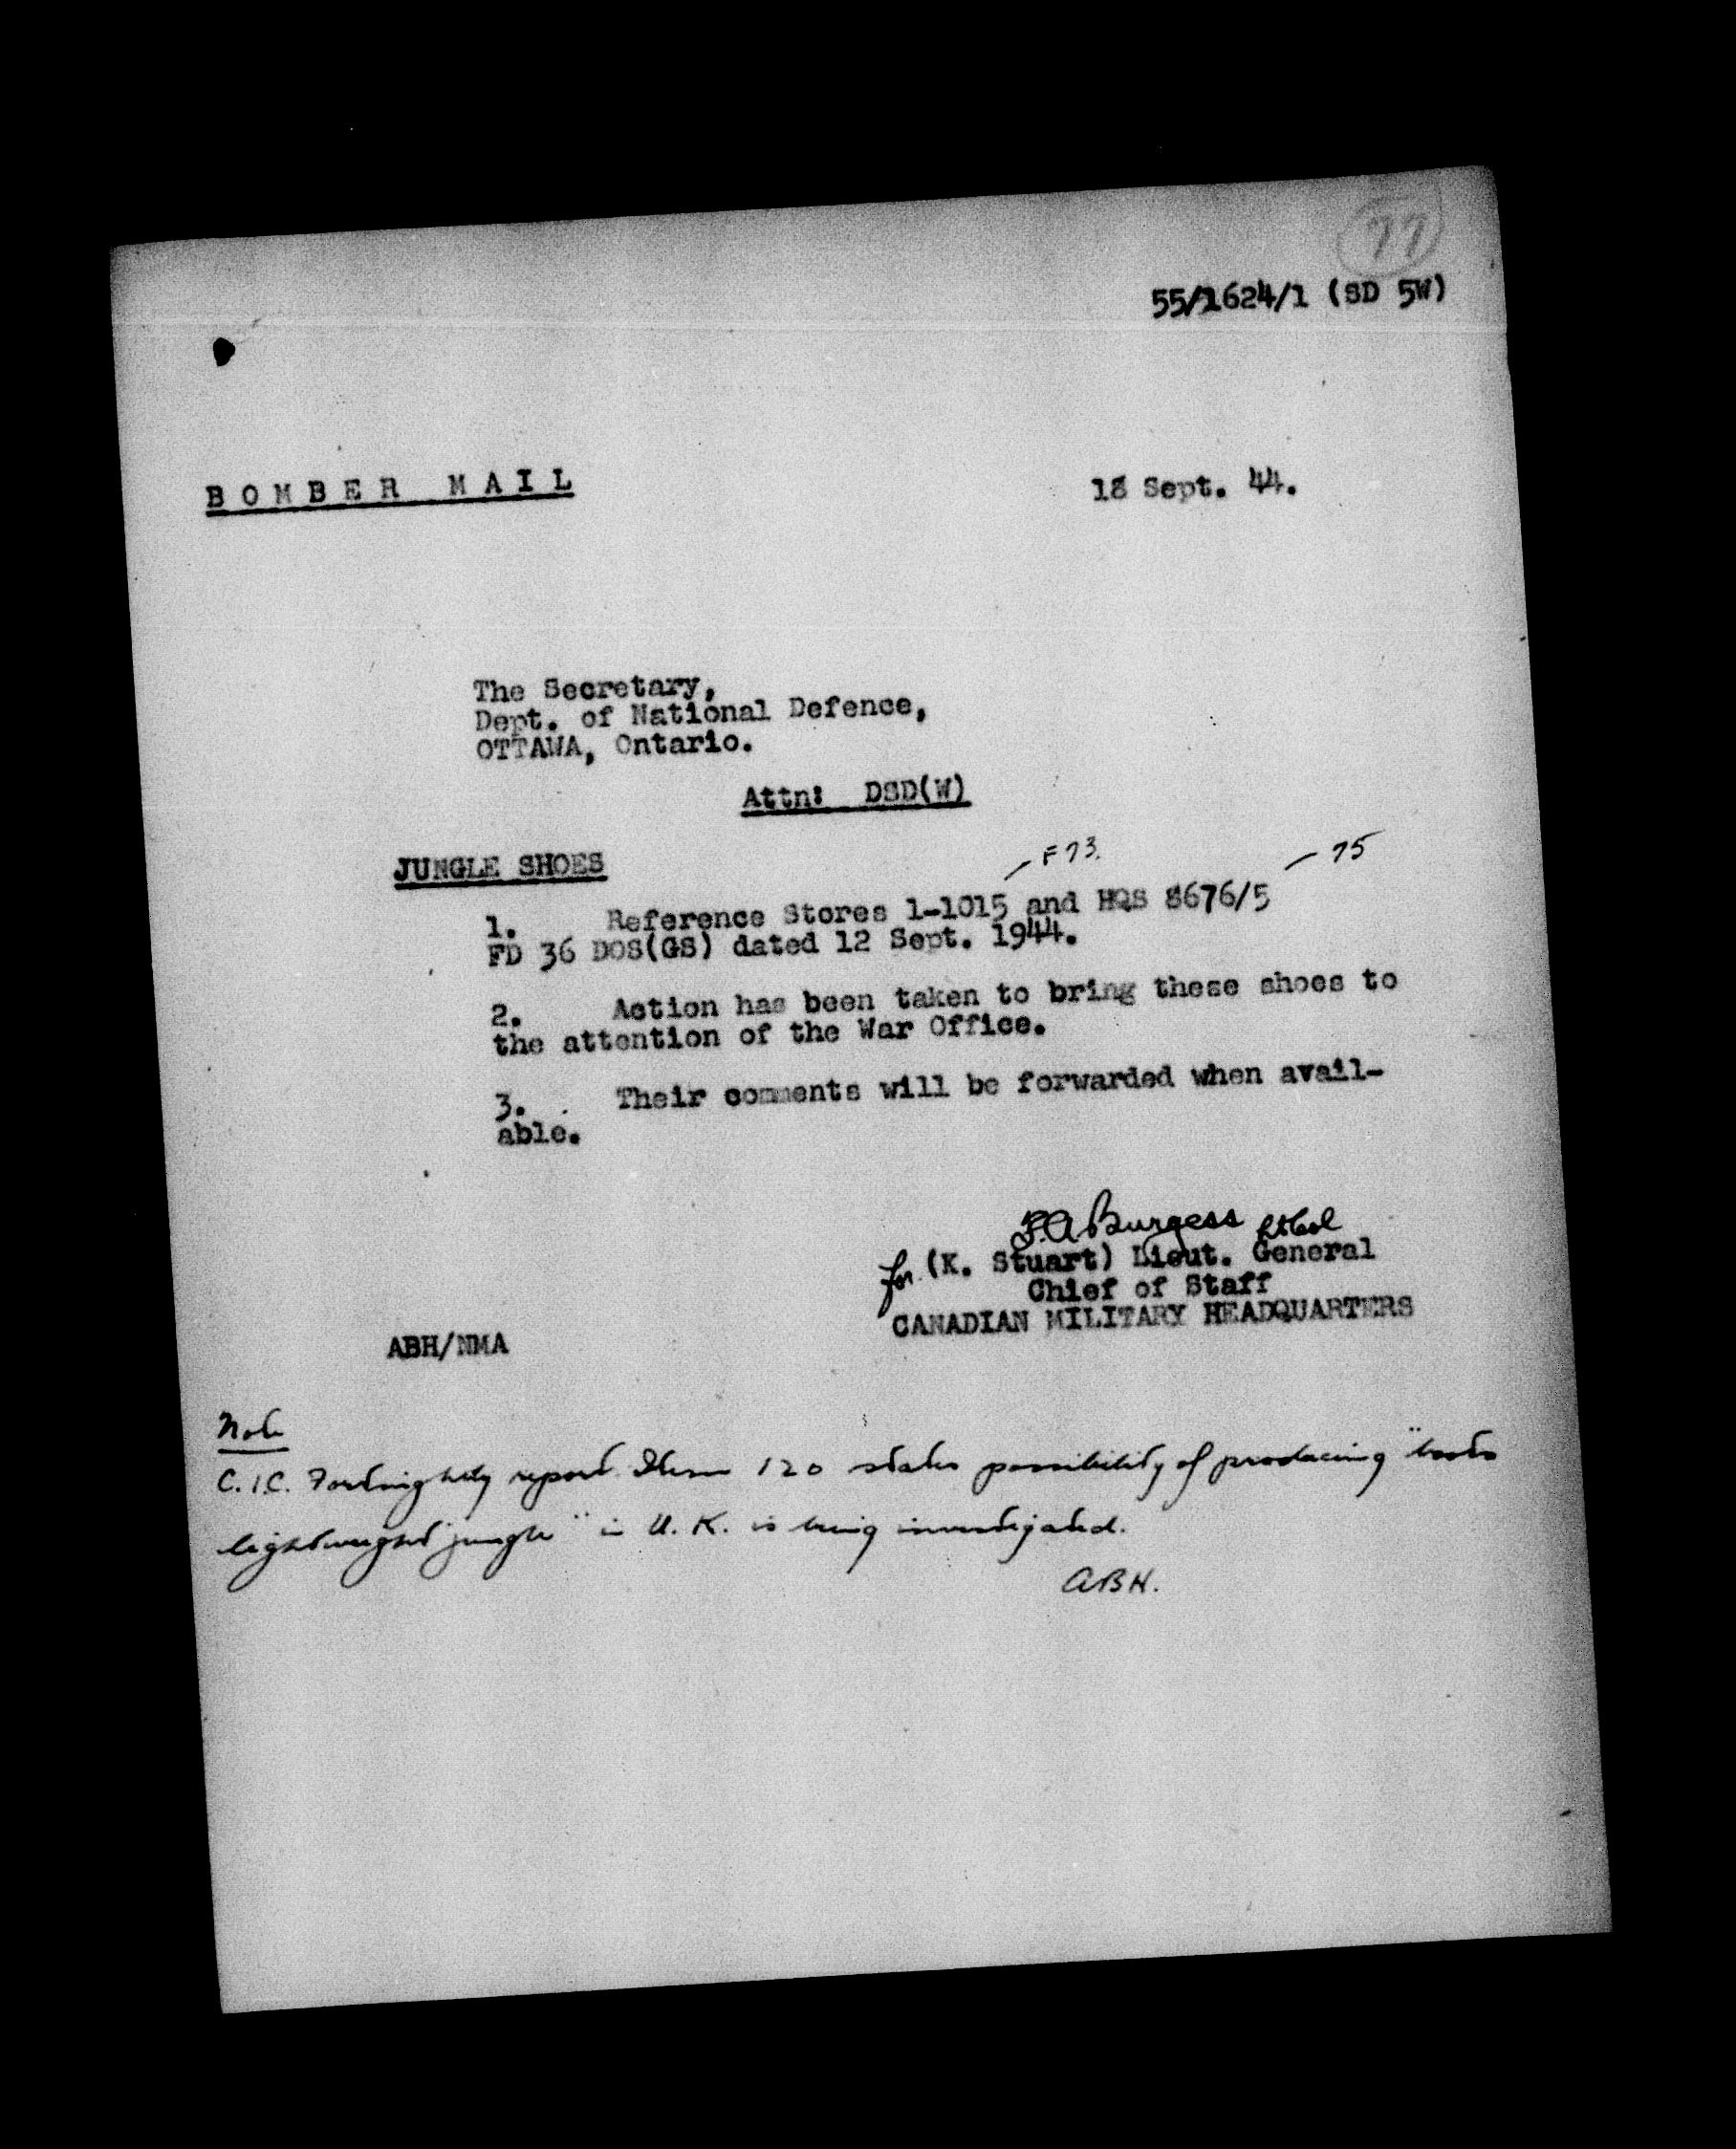 77
55/1624/1 (SD 5W)
BOMBER MAIL
18 Sept. 44.
The Secretary,
Dept. of National Defence,
OTTAWA, Ontario.
Attn: DSD(W)
JUNGLE SHOES
— F73. — 75
1. Reference Stores 1-1015 and HQS 8676/5
FD 36 DOS(GS) dated 12 Sept. 1944.
2. Action has been taken to bring these shoes to
the attention of the War Office.
3. Their comments will be forwarded when avail-
able.
F.A Burgess Lt Col
for (K. Stuart) Lieut. General
Chief of Staff
CANADIAN MILITARY HEADQUARTERS
ABH/NMA
Note
C.I.C. Fortnightly report Item 120 states possibility of producing "boots
lightweight jungle" in U.K. is being investigated.
ABH.